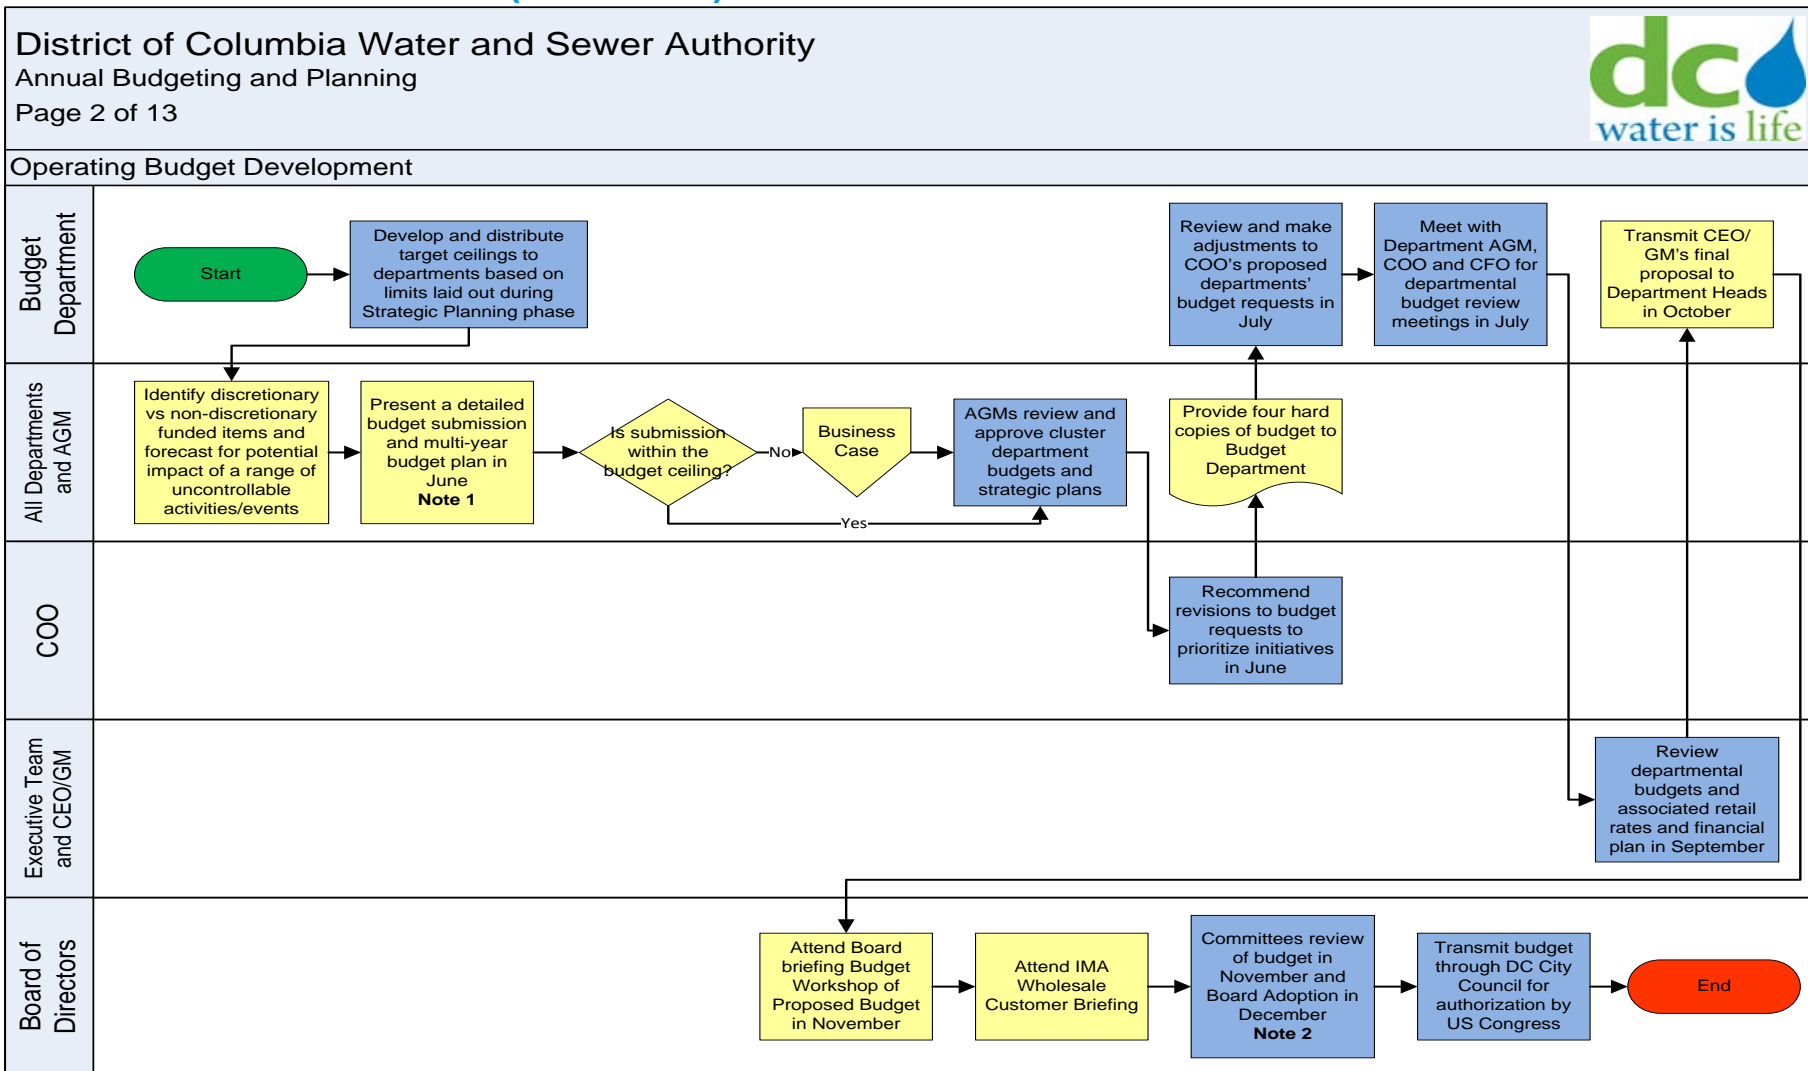 District of Columbia Water and Sewer Authority
Annual Budgeting and Planning
Page 2 of 13
dc
water is life
Operating Budget Development
Budget
Department
Start
Develop and distribute
target ceilings to
departments based on
limits laid out during
Strategic Planning phase
Review and make
adjustments to
COO's proposed
departments'
budget requests in
July
Meet with
Department AGM,
COO and CFO for
departmental
budget review
meetings in July
Transmit CEO/
GM's final
proposal to
Department Heads
in October
All Departments
and AGM
Identify discretionary
vs non-discretionary
funded items and
forecast for potential
impact of a range of
uncontrollable
activities/events
Present a detailed
budget submission
and multi-year
budget plan in
June
Note 1
Is submission
within the
budget ceiling?
No
Yes
Business
Case
AGMs review and
approve cluster
department
budgets and
strategic plans
Provide four hard
copies of budget to
Budget
Department
COO
Recommend
revisions to budget
requests to
prioritize initiatives
in June
Executive Team
and CEO/GM
Review
departmental
budgets and
associated retail
rates and financial
plan in September
Board of
Directors
Attend Board
briefing Budget
Workshop of
Proposed Budget
in November
Attend IMA
Wholesale
Customer Briefing
Committees review
of budget in
November and
Board Adoption in
December
Note 2
Transmit budget
through DC City
Council for
authorization by
US Congress
End